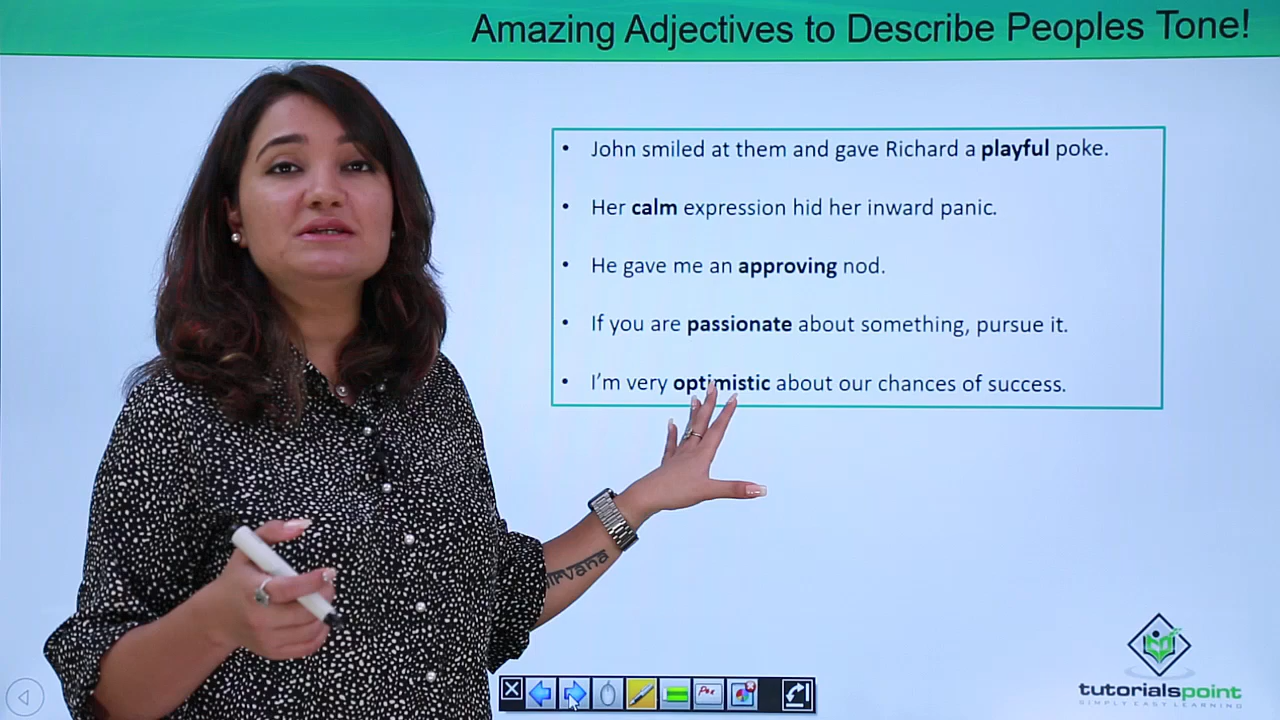 Amazing Adjectives to Describe Peoples Tone!
• John smiled at them and gave Richard a playful poke.
• Her calm expression hid her inward panic.
• He gave me an approving nod.
• If you are passionate about something, pursue it.
• I'm very optimistic about our chances of success.
nirvana
tutorialspoint
SIMPLY EASY LEARNING